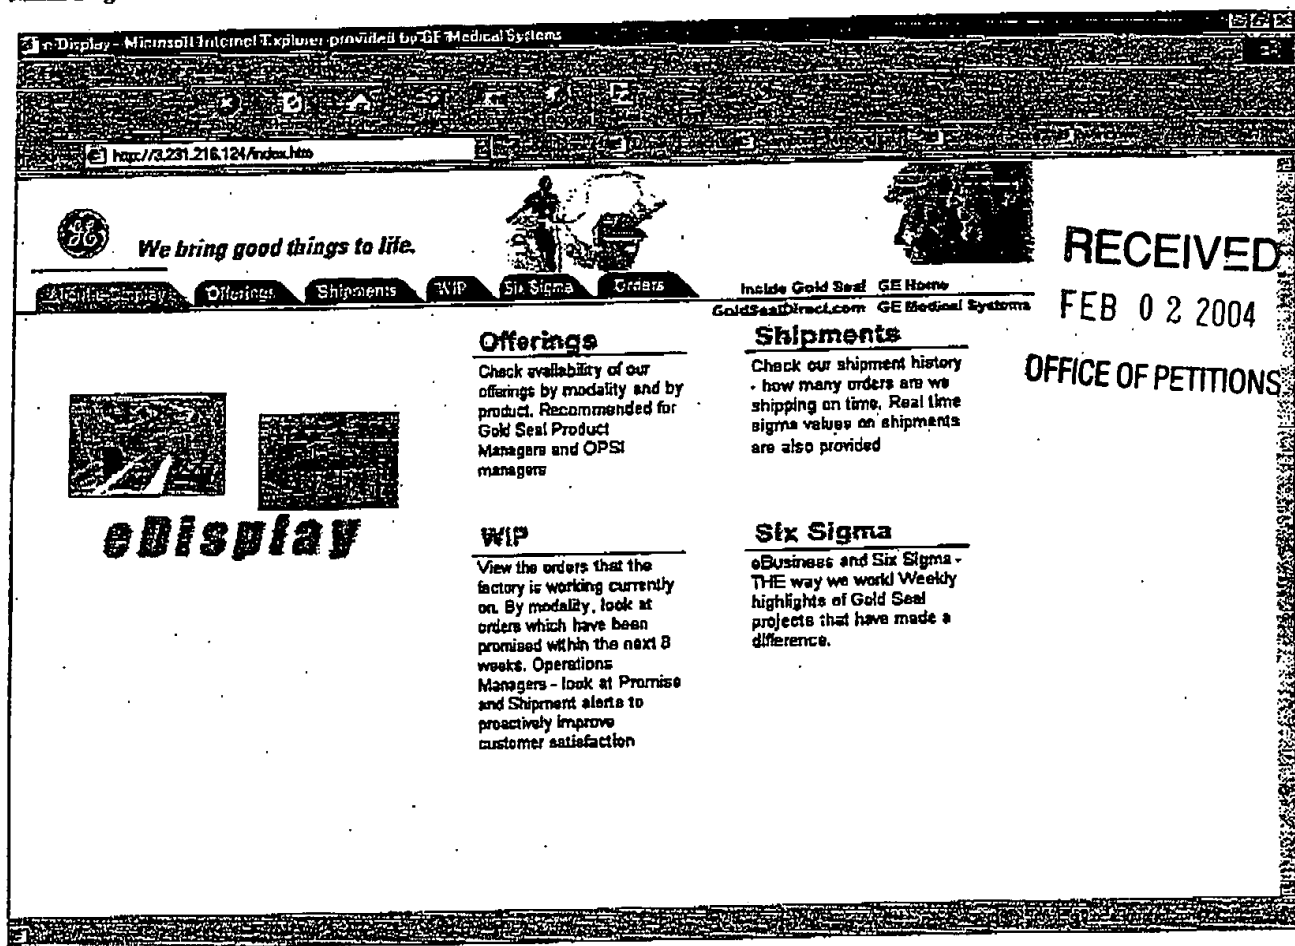 e-Display - Microsoft Internet Explorer provided by GE Medical Systems
http://3.231.216.124/index.htm
GE
We bring good things to life.
Offerings Shipments WIP Six Sigma Orders
Inside Gold Seal GE Home
GoldSealDirect.com GE Medical Systems
RECEIVED
FEB 02 2004
OFFICE OF PETITIONS
Offerings
Check availability of our
offerings by modality and by
product. Recommended for
Gold Seal Product
Managers and OPSI
managers
Shipments
Check our shipment history
- how many orders are we
shipping on time. Real time
sigma values on shipments
are also provided
eDisplay
WIP
View the orders that the
factory is working currently
on. By modality, look at
orders which have been
promised within the next 8
weeks. Operations
Managers - look at Promise
and Shipment alerts to
proactively improve
customer satisfaction
Six Sigma
eBusiness and Six Sigma -
THE way we work! Weekly
highlights of Gold Seal
projects that have made a
difference.